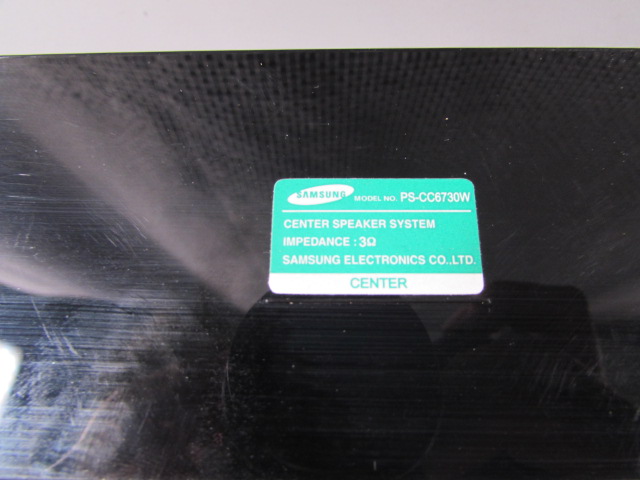 SAMSUNG MODEL NO. PS-CC6730W
CENTER SPEAKER SYSTEM
IMPEDANCE : 3Ω
SAMSUNG ELECTRONICS CO.,LTD.
CENTER